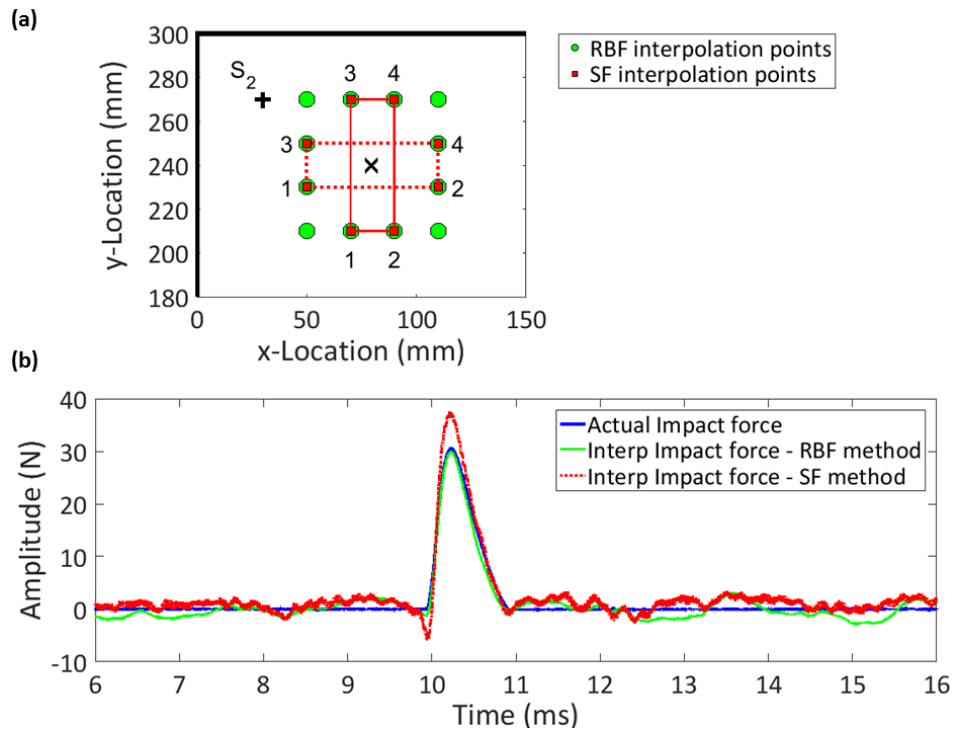 (a)
300
280
260
240
220
200
180
y-Location (mm)
S2
3 4
3 4
1 2
1 2
0 50 100 150
x-Location (mm)
RBF interpolation points
SF interpolation points
(b)
40
30
20
10
0
-10
Amplitude (N)
Actual Impact force
Interp Impact force - RBF method
Interp Impact force - SF method
6 7 8 9 10 11 12 13 14 15 16
Time (ms)